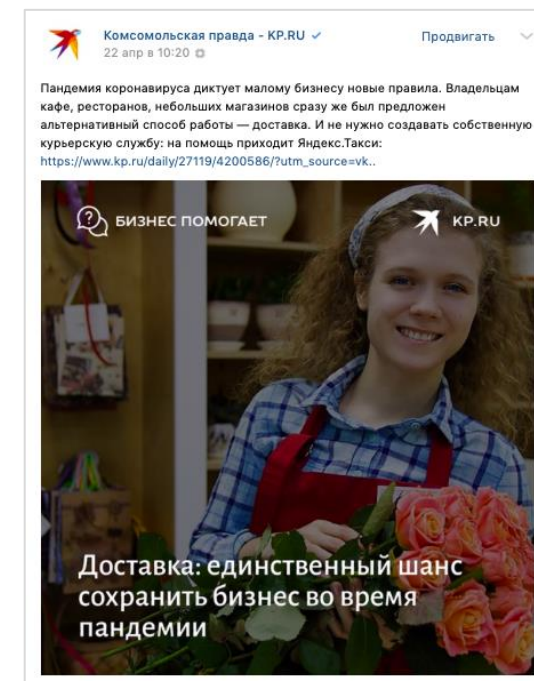 Комсомольская правда - KP.RU
Продвигать
22 апр в 10:20
Пандемия коронавируса диктует малому бизнесу новые правила. Владельцам
кафе, ресторанов, небольших магазинов сразу же был предложен
альтернативный способ работы — доставка. И не нужно создавать собственную
курьерскую службу: на помощь приходит Яндекс.Такси:
https://www.kp.ru/daily/27119/4200586/?utm_source=vk..
БИЗНЕС ПОМОГАЕТ
KP.RU
Доставка: единственный шанс
сохранить бизнес во время
пандемии